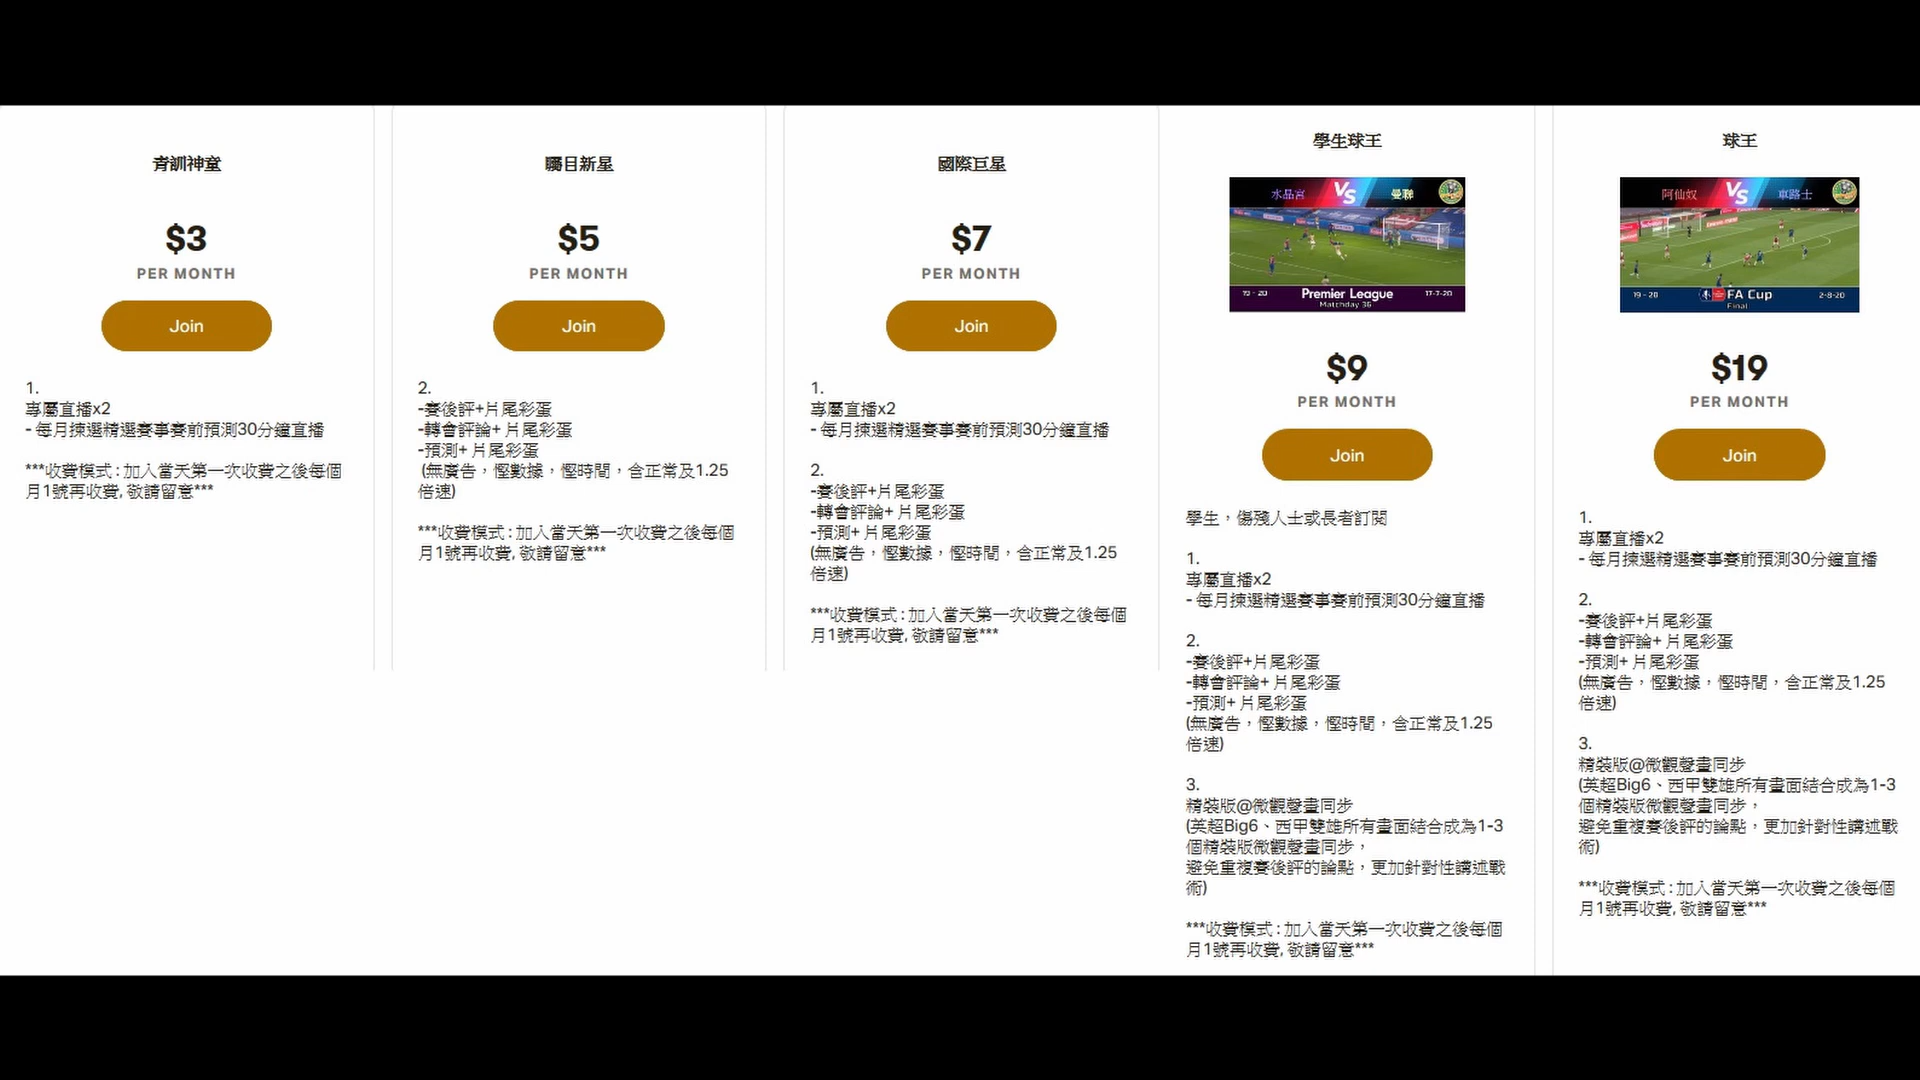 青訓神童
$3
PER MONTH
Join
1.
專屬直播x2
- 每月揀選精選賽事賽前預測30分鐘直播
***收費模式 : 加入當天第一次收費之後每個
月1號再收費, 敬請留意***
矚目新星
$5
PER MONTH
Join
2.
-賽後評+片尾彩蛋
-轉會評論+ 片尾彩蛋
-預測+ 片尾彩蛋
(無廣告，慳數據，慳時間，含正常及1.25
倍速)
***收費模式 : 加入當天第一次收費之後每個
月1號再收費, 敬請留意***
國際巨星
$7
PER MONTH
Join
1.
專屬直播x2
- 每月揀選精選賽事賽前預測30分鐘直播
2.
-賽後評+片尾彩蛋
-轉會評論+ 片尾彩蛋
-預測+ 片尾彩蛋
(無廣告，慳數據，慳時間，含正常及1.25
倍速)
***收費模式 : 加入當天第一次收費之後每個
月1號再收費, 敬請留意***
學生球王
水晶宮 VS 曼聯
19 - 20 Premier League 17-7-20
Matchday 36
$9
PER MONTH
Join
學生，傷殘人士或長者訂閱
1.
專屬直播x2
- 每月揀選精選賽事賽前預測30分鐘直播
2.
-賽後評+片尾彩蛋
-轉會評論+ 片尾彩蛋
-預測+ 片尾彩蛋
(無廣告，慳數據，慳時間，含正常及1.25
倍速)
3.
精裝版@微觀聲畫同步
(英超Big6、西甲雙雄所有畫面結合成為1-3
個精裝版微觀聲畫同步，
避免重複賽後評的論點，更加針對性講述戰
術)
***收費模式 : 加入當天第一次收費之後每個
月1號再收費, 敬請留意***
球王
阿仙奴 VS 車路士
19 - 20 FA Cup 2-8-20
Final
$19
PER MONTH
Join
1.
專屬直播x2
- 每月揀選精選賽事賽前預測30分鐘直播
2.
-賽後評+片尾彩蛋
-轉會評論+ 片尾彩蛋
-預測+ 片尾彩蛋
(無廣告，慳數據，慳時間，含正常及1.25
倍速)
3.
精裝版@微觀聲畫同步
(英超Big6、西甲雙雄所有畫面結合成為1-3
個精裝版微觀聲畫同步，
避免重複賽後評的論點，更加針對性講述戰
術)
***收費模式 : 加入當天第一次收費之後每個
月1號再收費, 敬請留意***